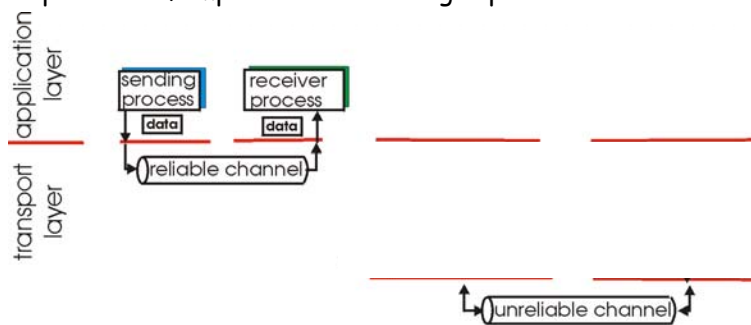 application
layer
sending
process
receiver
process
data
data
reliable channel
transport
layer
unreliable channel